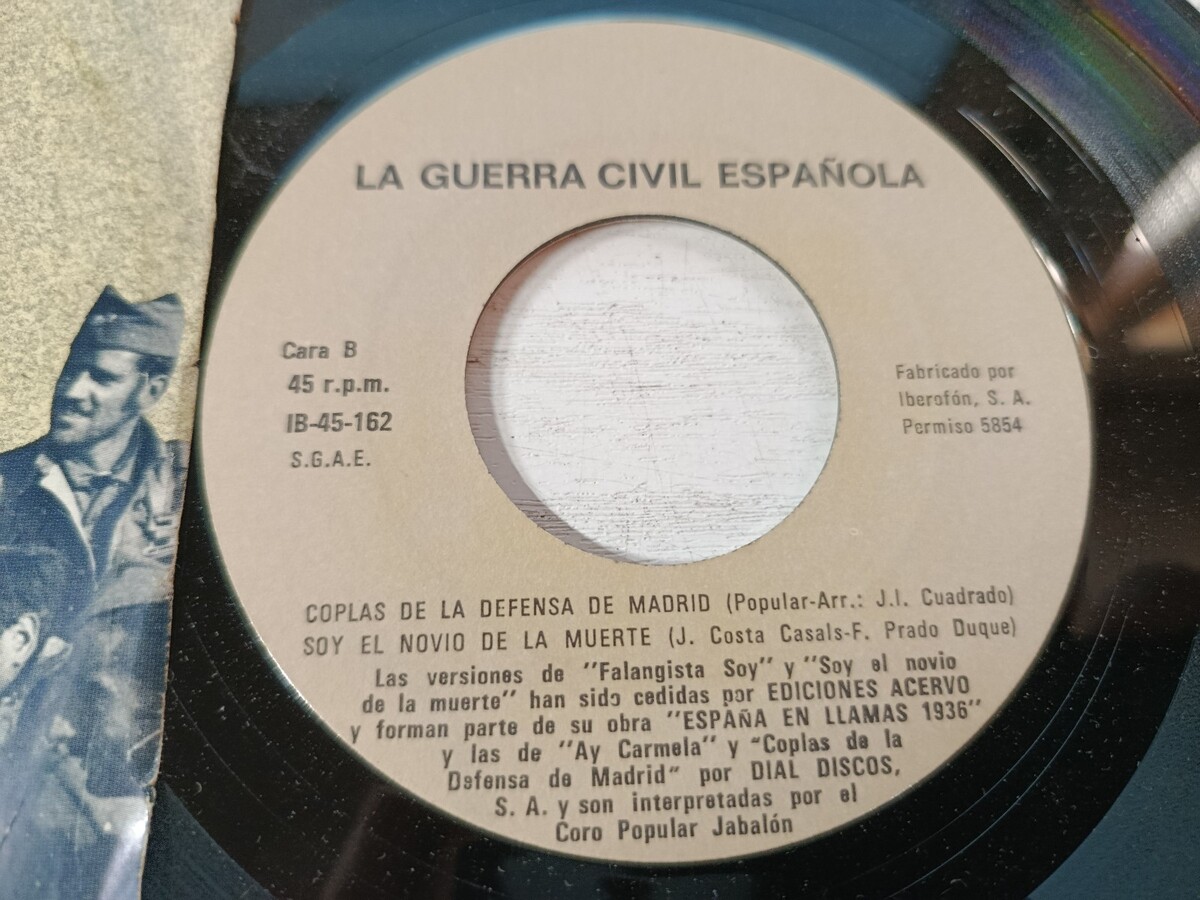 LA GUERRA CIVIL ESPAÑOLA
Cara B
45 r.p.m.
IB-45-162
S.G.A.E.
Fabricado por
Iberofón, S. A.
Permiso 5854
COPLAS DE LA DEFENSA DE MADRID (Popular-Arr.: J.I. Cuadrado)
SOY EL NOVIO DE LA MUERTE (J. Costa Casals-F. Prado Duque)
Las versiones de "Falangista Soy" y "Soy el novio
de la muerte" han sido cedidas por EDICIONES ACERVO
y forman parte de su obra "ESPAÑA EN LLAMAS 1936"
y las de "Ay Carmela" y "Coplas de la
Defensa de Madrid" por DIAL DISCOS,
S. A. y son interpretadas por el
Coro Popular Jabalón